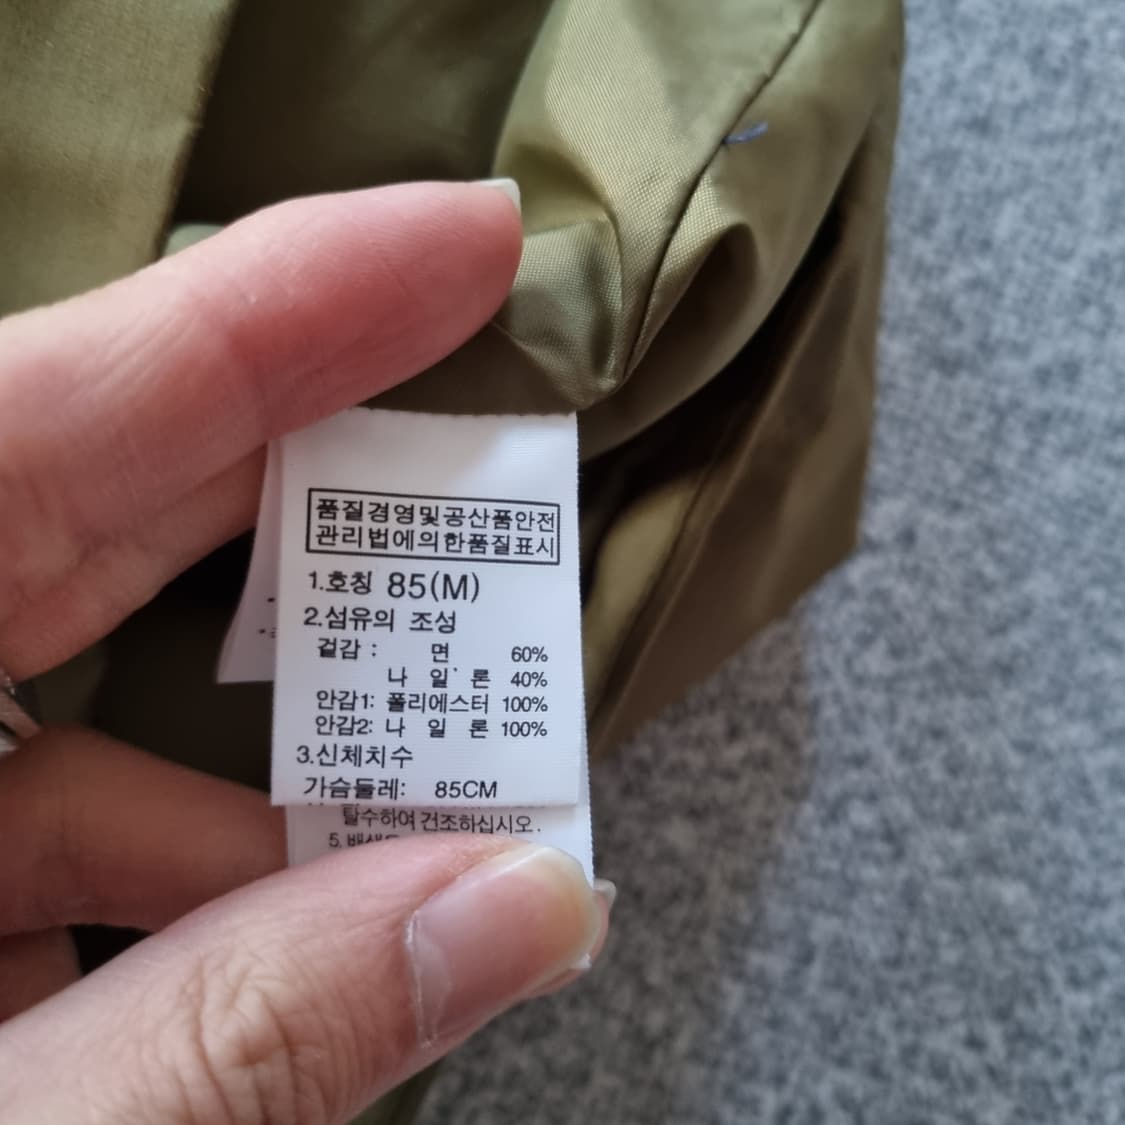 품질경영및공산품안전
관리법에의한품질표시
1.호칭 85(M)
2.섬유의 조성
겉감 : 면 60%
나 일 론 40%
안감1: 폴리에스터 100%
안감2: 나 일 론 100%
3.신체치수
가슴둘레: 85CM
탈수하여 건조하십시오.
5.